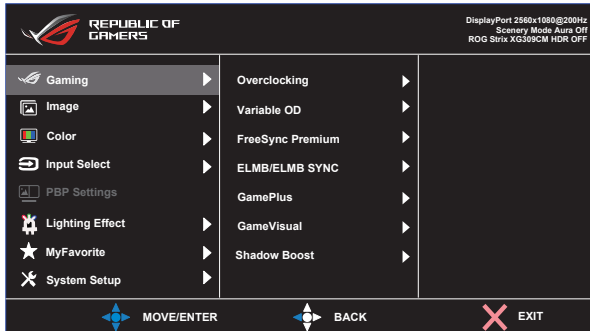 REPUBLIC OF
GAMERS
DisplayPort 2560x1080@200Hz
Scenery Mode Aura Off
ROG Strix XG309CM HDR OFF
Gaming
Image
Color
Input Select
PBP Settings
Lighting Effect
MyFavorite
System Setup
Overclocking
Variable OD
FreeSync Premium
ELMB/ELMB SYNC
GamePlus
GameVisual
Shadow Boost
MOVE/ENTER
BACK
EXIT